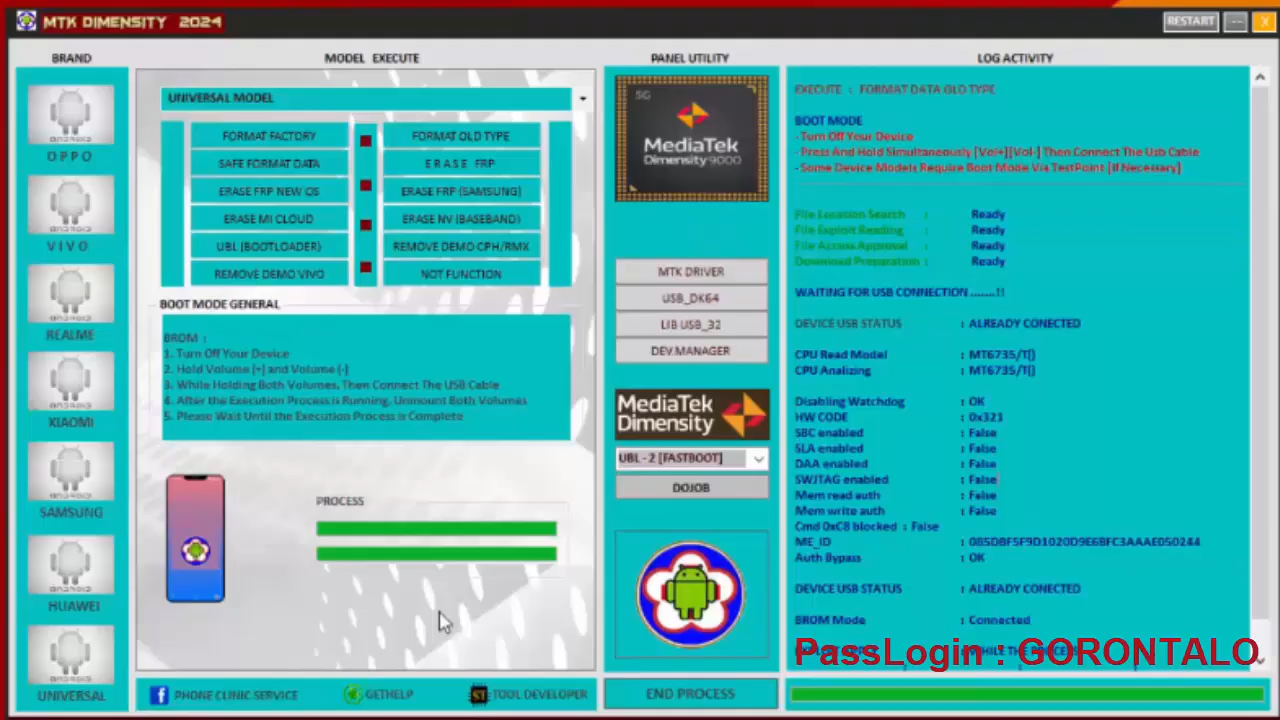 MTK DIMENSITY 2024
RESTART
BRAND
MODEL EXECUTE
PANEL UTILITY
LOG ACTIVITY
OPPO
VIVO
REALME
XIAOMI
SAMSUNG
HUAWEI
UNIVERSAL
UNIVERSAL MODEL
FORMAT FACTORY
FORMAT OLD TYPE
SAFE FORMAT DATA
ERASE FRP
ERASE FRP NEW OS
ERASE FRP (SAMSUNG)
ERASE MI CLOUD
ERASE NV (BASEBAND)
UBL (BOOTLOADER)
REMOVE DEMO CPH/RMX
REMOVE DEMO VIVO
NOT FUNCTION
BOOT MODE GENERAL
BROM :
1. Turn Off Your Device
2. Hold Volume [+] and Volume [-]
3. While Holding Both Volumes, Then Connect The USB Cable
4. After the Execution Process is Running, Unmount Both Volumes
5. Please Wait Until the Execution Process is Complete
PROCESS
PHONE CLINIC SERVICE
GETHELP
ST TOOL DEVELOPER
5G
MediaTek
Dimensity 9000
MTK DRIVER
USB_DK64
LIB USB_32
DEV.MANAGER
MediaTek
Dimensity
UBL - 2 [FASTBOOT]
DOJOB
END PROCESS
EXECUTE : FORMAT DATA OLD TYPE
BOOT MODE
- Turn Off Your Device
- Press And Hold Simultaneously [Vol+][Vol-] Then Connect The Usb Cable
- Some Device Models Require Boot Mode Via TestPoint [If Necessary]
File Location Search : Ready
File Exploit Reading : Ready
File Access Approval : Ready
Download Preparation : Ready
WAITING FOR USB CONNECTION .......!!
DEVICE USB STATUS : ALREADY CONECTED
CPU Read Model : MT6735/T()
CPU Analizing : MT6735/T()
Disabling Watchdog : OK
HW CODE : 0x321
SBC enabled : False
SLA enabled : False
DAA enabled : False
SWJTAG enabled : False
Mem read auth : False
Mem write auth : False
Cmd 0xC8 blocked : False
ME_ID :
Auth Bypass : OK
DEVICE USB STATUS : ALREADY CONECTED
BROM Mode : Connected
PassLogin : GORONTALO